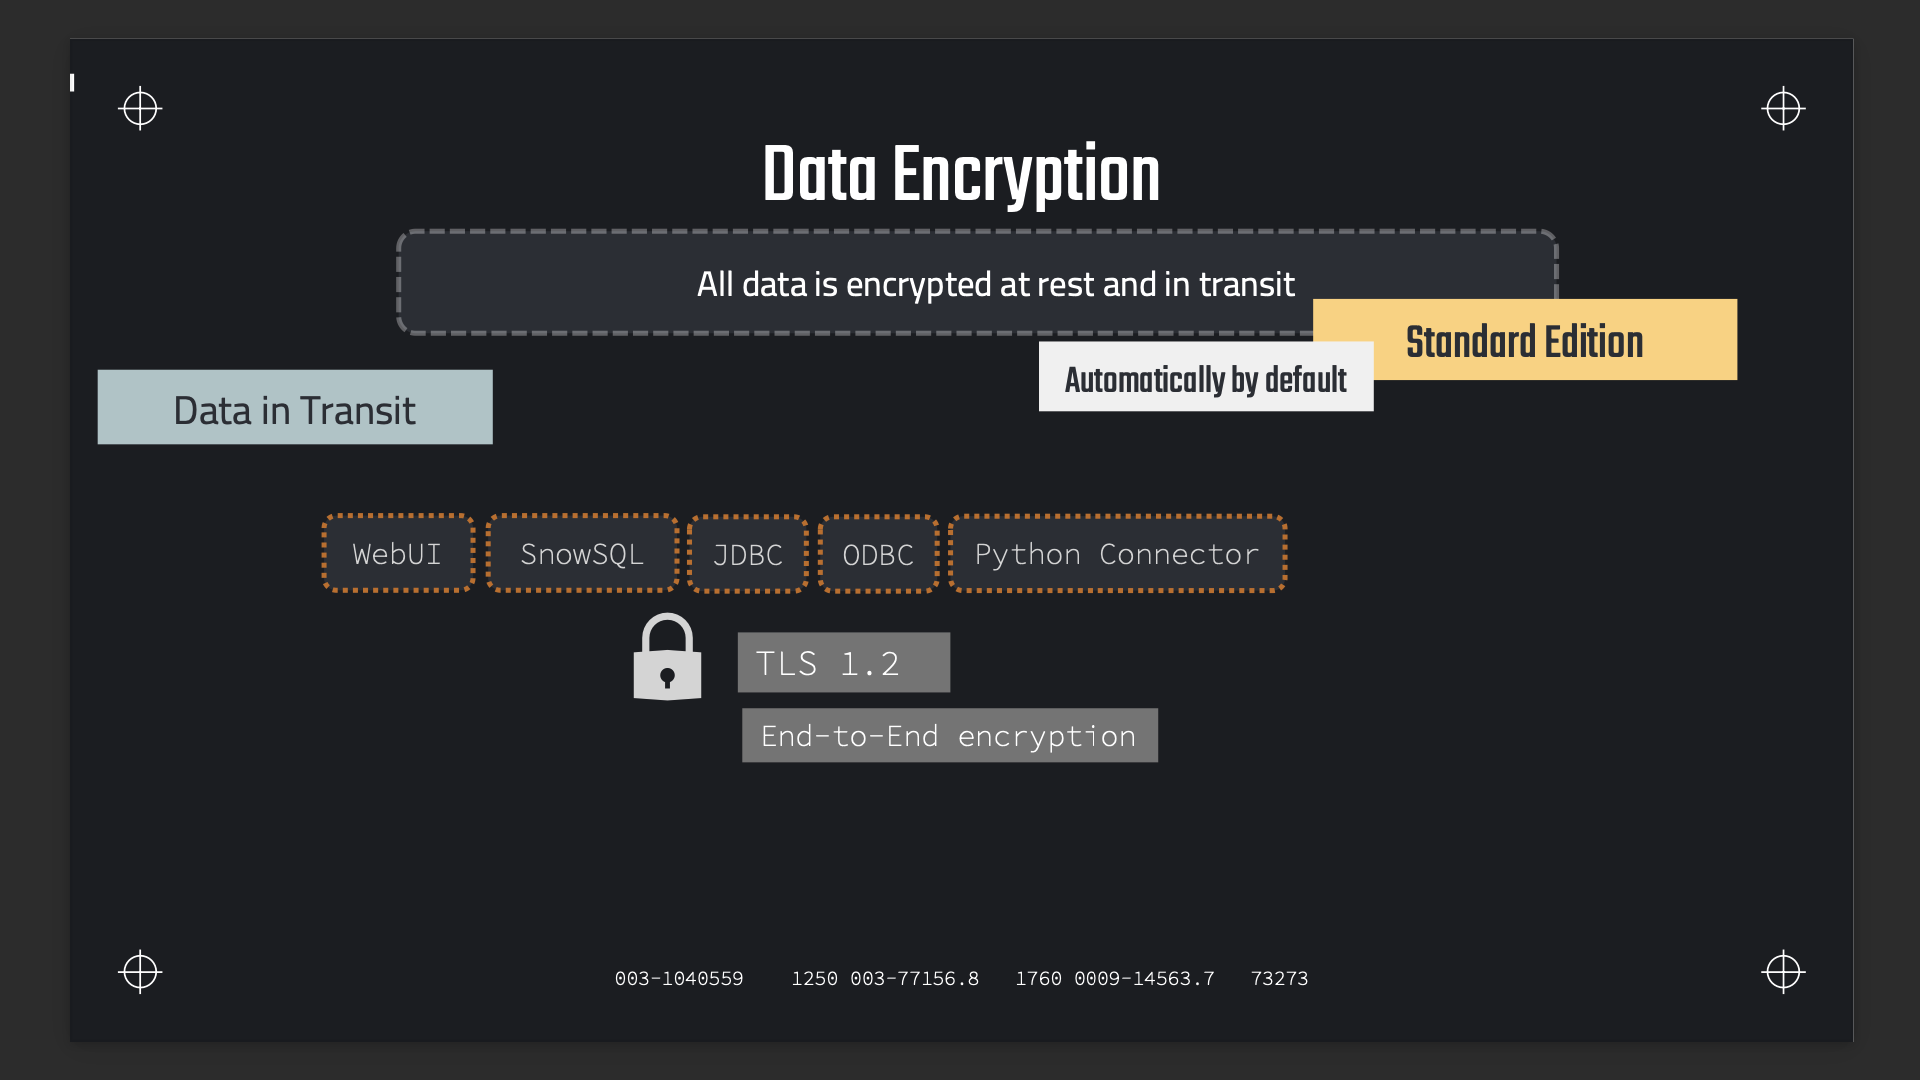 Data Encryption
All data is encrypted at rest and in transit
Standard Edition
Automatically by default
Data in Transit
WebUI
SnowSQL
JDBC
ODBC
Python Connector
TLS 1.2
End-to-End encryption
003-1040559 1250 003-77156.8 1760 0009-14563.7 73273